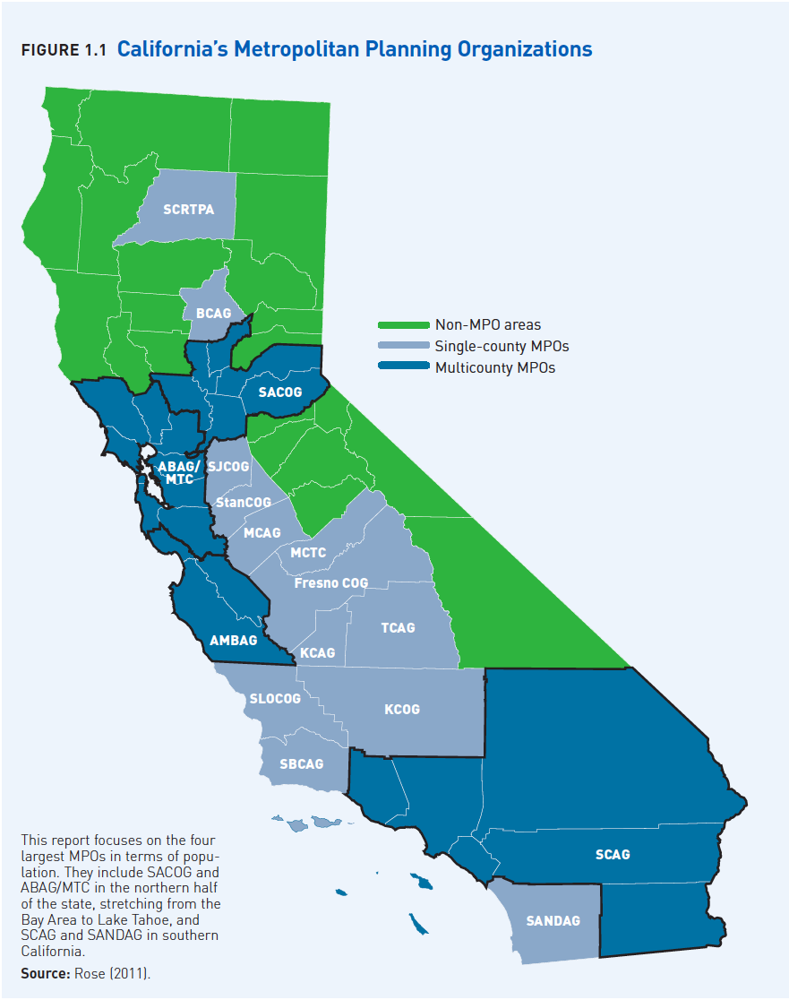 FIGURE 1.1 California's Metropolitan Planning Organizations
SCRTPA
BCAG
Non-MPO areas
Single-county MPOs
Multicounty MPOs
SACOG
ABAG/
MTC
SJCOG
StanCOG
MCAG
MCTC
Fresno COG
TCAG
AMBAG
KCAG
SLOCOG
KCOG
SBCAG
SCAG
SANDAG
This report focuses on the four
largest MPOs in terms of popu-
lation. They include SACOG and
ABAG/MTC in the northern half
of the state, stretching from the
Bay Area to Lake Tahoe, and
SCAG and SANDAG in southern
California.
Source: Rose (2011).